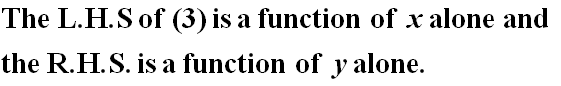 The L.H.S of (3) is a function of x alone and
the R.H.S. is a function of y alone.